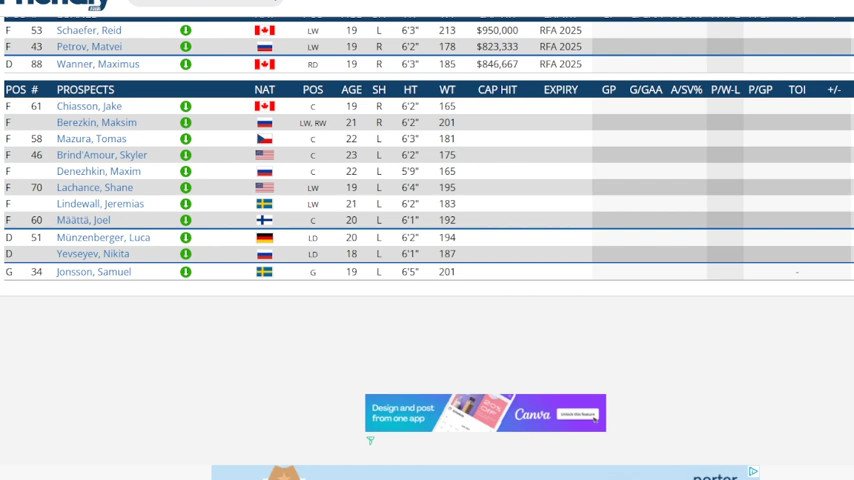 Friendly
F 53 Schaefer, Reid LW 19 L 6'3" 213 $950,000 RFA 2025
F 43 Petrov, Matvei LW 19 R 6'2" 178 $823,333 RFA 2025
D 88 Wanner, Maximus RD 19 R 6'3" 185 $846,667 RFA 2025
POS # PROSPECTS NAT POS AGE SH HT WT CAP HIT EXPIRY GP G/GAA A/SV% P/W-L P/GP TOI +/-
F 61 Chiasson, Jake C 19 R 6'2" 165
F Berezkin, Maksim LW, RW 21 R 6'2" 201
F 58 Mazura, Tomas C 22 L 6'3" 181
F 46 Brind'Amour, Skyler C 23 L 6'2" 175
F Denezhkin, Maxim C 22 L 5'9" 165
F 70 Lachance, Shane LW 19 L 6'4" 195
F Lindewall, Jeremias LW 21 L 6'2" 183
F 60 Määttä, Joel C 20 L 6'1" 192
D 51 Münzenberger, Luca LD 20 L 6'2" 194
D Yevseyev, Nikita LD 18 L 6'1" 187
G 34 Jonsson, Samuel G 19 L 6'5" 201 -
Design and post
from one app
20%
OFF
Canva
Unlock this feature
porter